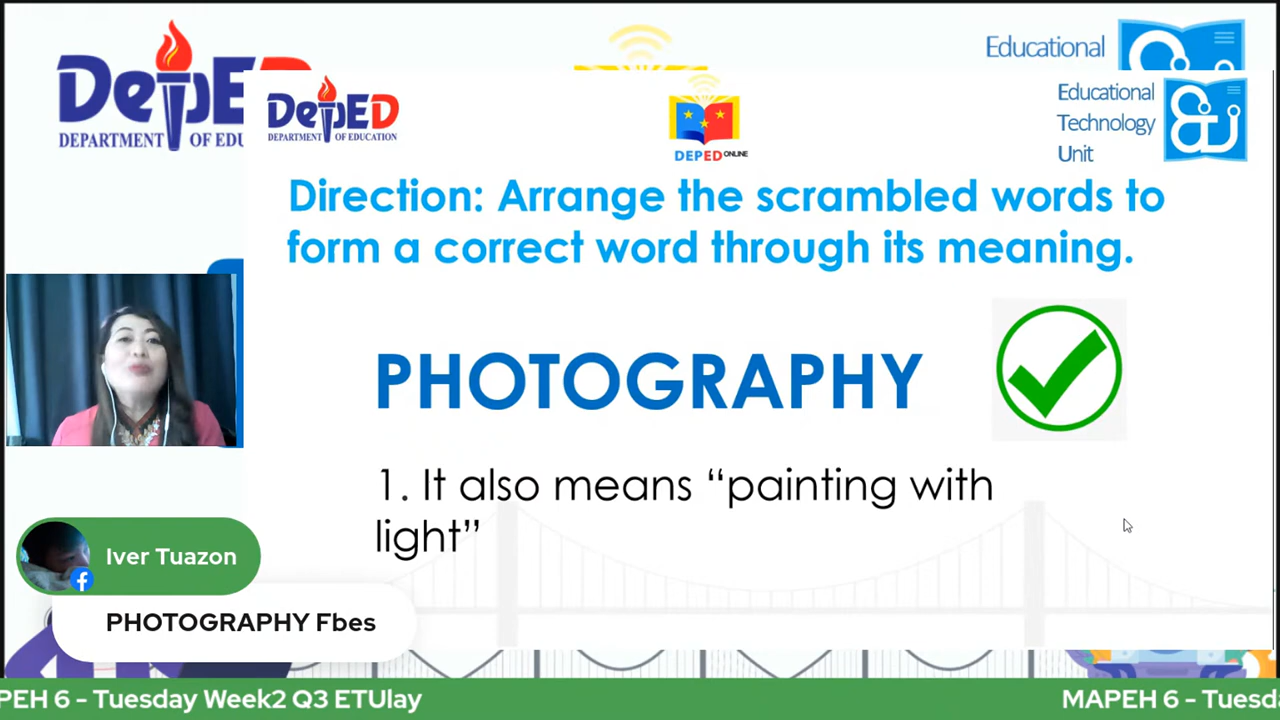 DepED
DEPARTMENT OF EDU
Educational
DepED
DEPARTMENT OF EDUCATION
DEPED ONLINE
Educational
Technology
Unit
Direction: Arrange the scrambled words to
form a correct word through its meaning.
PHOTOGRAPHY
1. It also means “painting with
light”
Iver Tuazon
PHOTOGRAPHY Fbes
PEH 6 - Tuesday Week2 Q3 ETUlay
MAPEH 6 - Tuesd